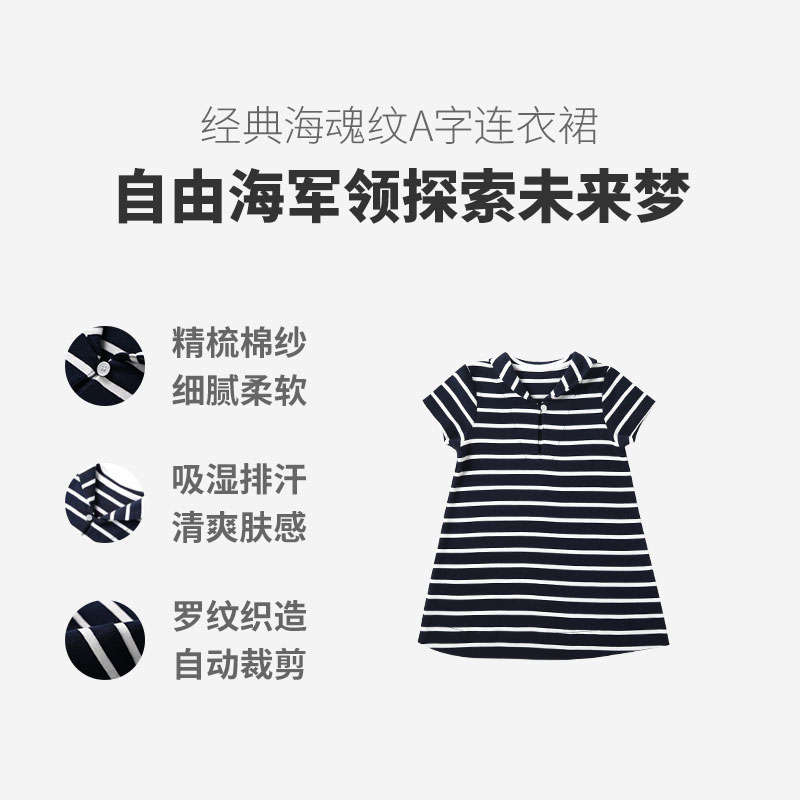 经典海魂纹A字连衣裙
自由海军领探索未来梦
精梳棉纱
细腻柔软
吸湿排汗
清爽肤感
罗纹织造
自动裁剪